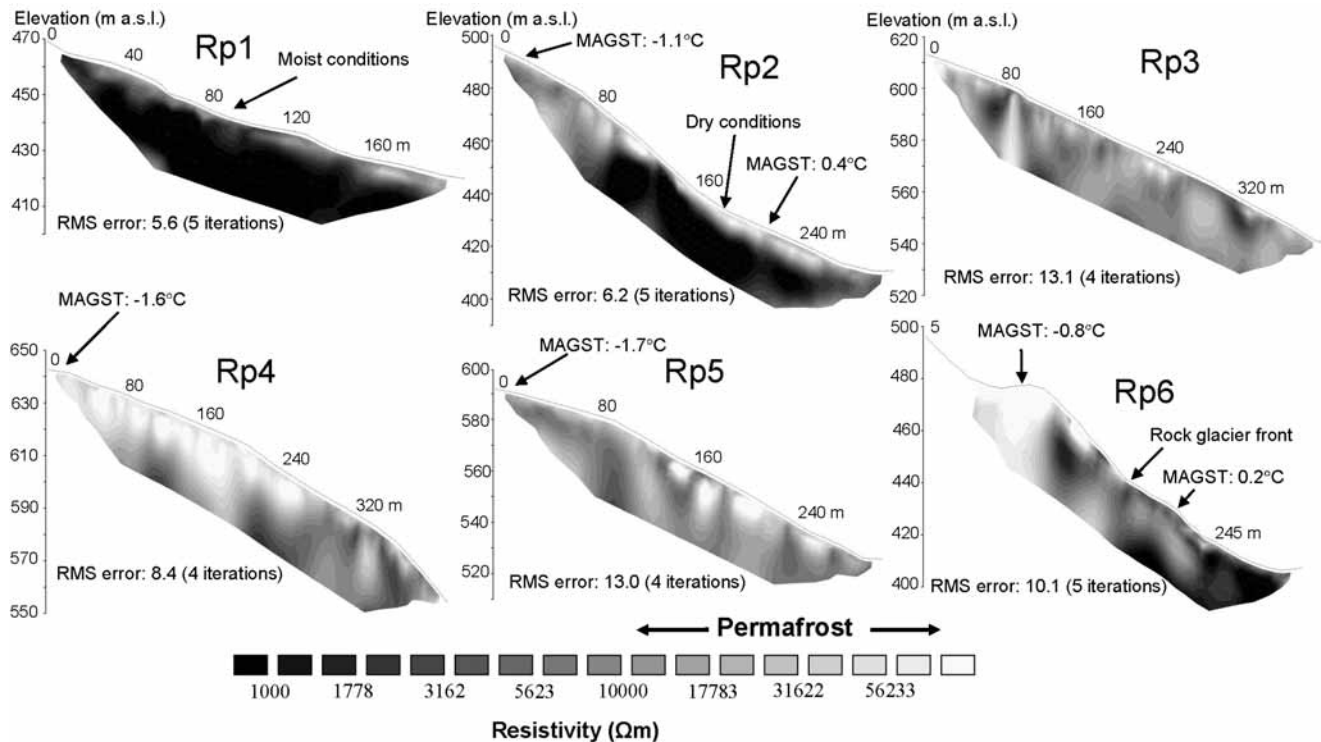 Elevation (m a.s.l.)
470
0
Rp1
40
Moist conditions
450
80
120
430
160 m
410
RMS error: 5.6 (5 iterations)
Elevation (m a.s.l.)
500
0
MAGST: -1.1°C
Rp2
480
80
Dry conditions
460
MAGST: 0.4°C
160
440
240 m
420
RMS error: 6.2 (5 iterations)
400
Elevation (m a.s.l.)
620
0
Rp3
600
80
160
580
240
560
320 m
540
RMS error: 13.1 (4 iterations)
520
MAGST: -1.6°C
650
0
Rp4
630
80
160
610
240
590
320 m
570
RMS error: 8.4 (4 iterations)
550
MAGST: -1.7°C
600
0
Rp5
580
80
560
160
540
240 m
520
RMS error: 13.0 (4 iterations)
500
5
MAGST: -0.8°C
480
Rp6
460
Rock glacier front
MAGST: 0.2°C
440
420
245 m
400
RMS error: 10.1 (5 iterations)
Permafrost
1000 1778 3162 5623 10000 17783 31622 56233
Resistivity (Ωm)